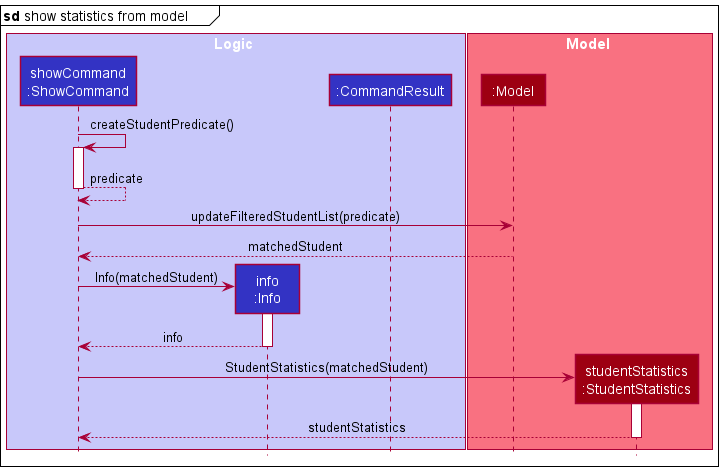 sd show statistics from model
Logic
Model
showCommand
:ShowCommand
:CommandResult
:Model
createStudentPredicate()
predicate
updateFilteredStudentList(predicate)
matchedStudent
Info(matchedStudent)
info
:Info
info
StudentStatistics(matchedStudent)
studentStatistics
:StudentStatistics
studentStatistics